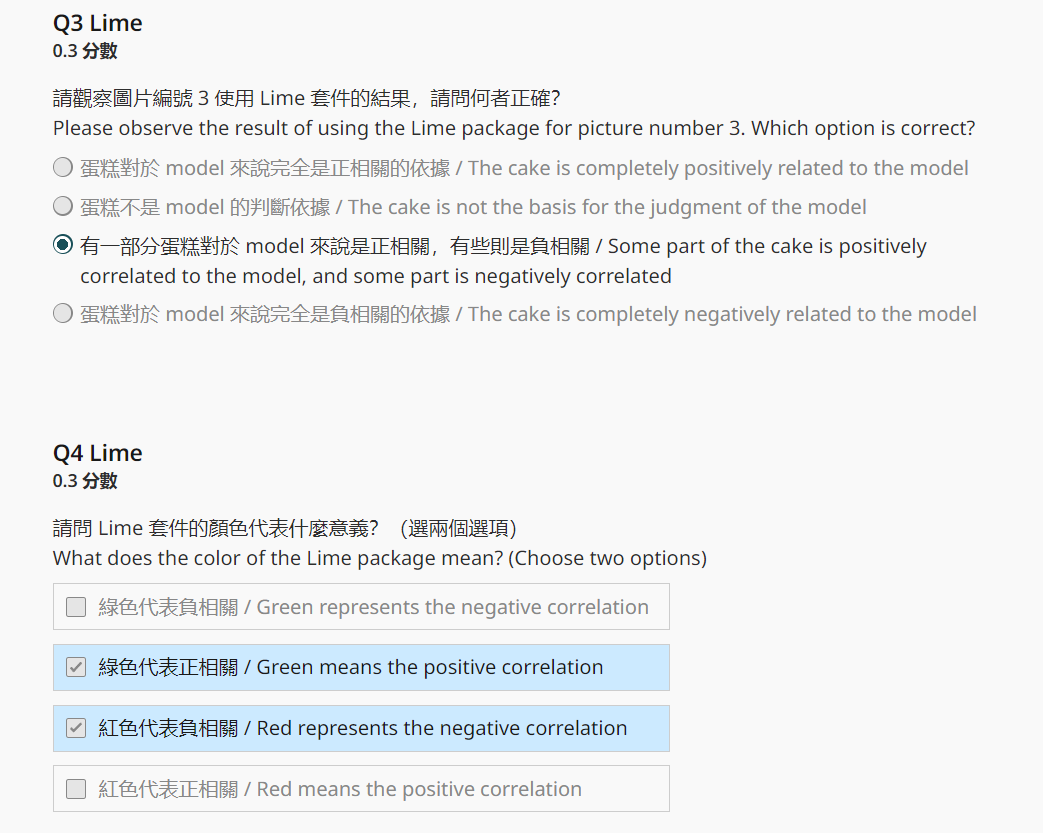 Q3 Lime
0.3 分數
請觀察圖片編號 3 使用 Lime 套件的結果，請問何者正確？
Please observe the result of using the Lime package for picture number 3. Which option is correct?
蛋糕對於 model 來說完全是正相關的依據 / The cake is completely positively related to the model
蛋糕不是 model 的判斷依據 / The cake is not the basis for the judgment of the model
有一部分蛋糕對於 model 來說是正相關，有些則是負相關 / Some part of the cake is positively
correlated to the model, and some part is negatively correlated
蛋糕對於 model 來說完全是負相關的依據 / The cake is completely negatively related to the model
Q4 Lime
0.3 分數
請問 Lime 套件的顏色代表什麼意義？（選兩個選項）
What does the color of the Lime package mean? (Choose two options)
綠色代表負相關 / Green represents the negative correlation
綠色代表正相關 / Green means the positive correlation
紅色代表負相關 / Red represents the negative correlation
紅色代表正相關 / Red means the positive correlation